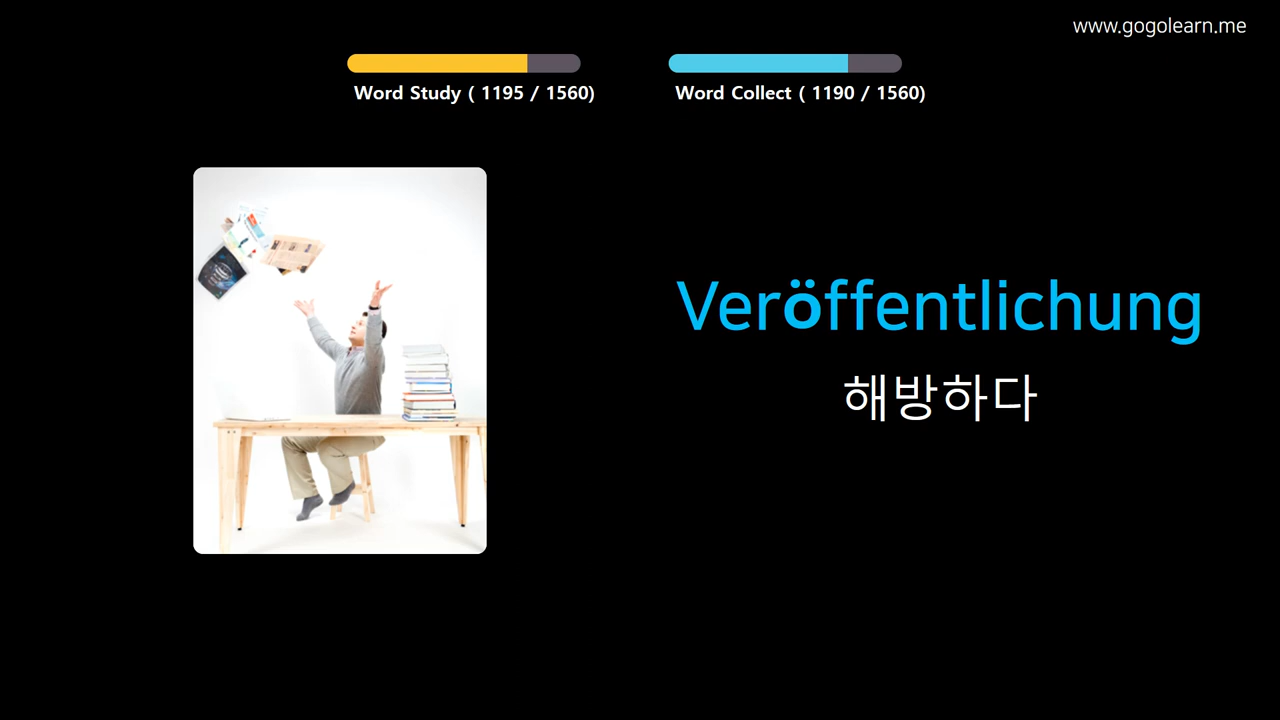 www.gogolearn.me
Word Study ( 1195 / 1560)
Word Collect ( 1190 / 1560)
Veröffentlichung
해방하다